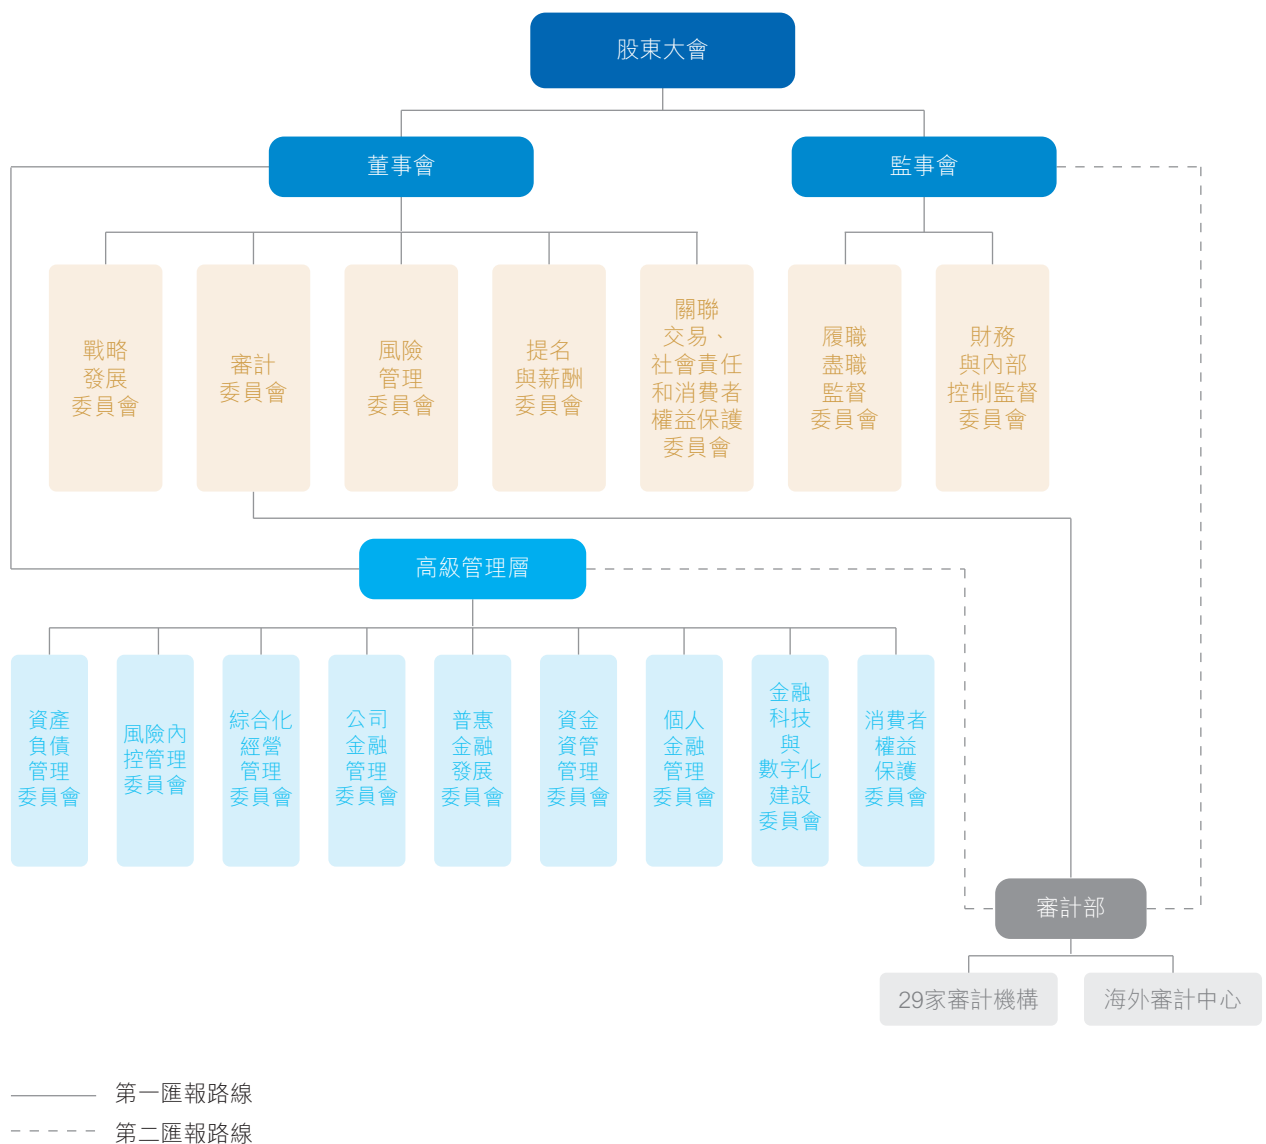 股東大會
董事會
監事會
戰略
發展
委員會
審計
委員會
風險
管理
委員會
提名
與薪酬
委員會
關聯
交易、
社會責任
和消費者
權益保護
委員會
履職
盡職
監督
委員會
財務
與內部
控制監督
委員會
高級管理層
資產
負債
管理
委員會
風險內
控管理
委員會
綜合化
經營
管理
委員會
公司
金融
管理
委員會
普惠
金融
發展
委員會
資金
資管
管理
委員會
個人
金融
管理
委員會
金融
科技
與
數字化
建設
委員會
消費者
權益
保護
委員會
審計部
29家審計機構
海外審計中心
第一匯報路線
第二匯報路線